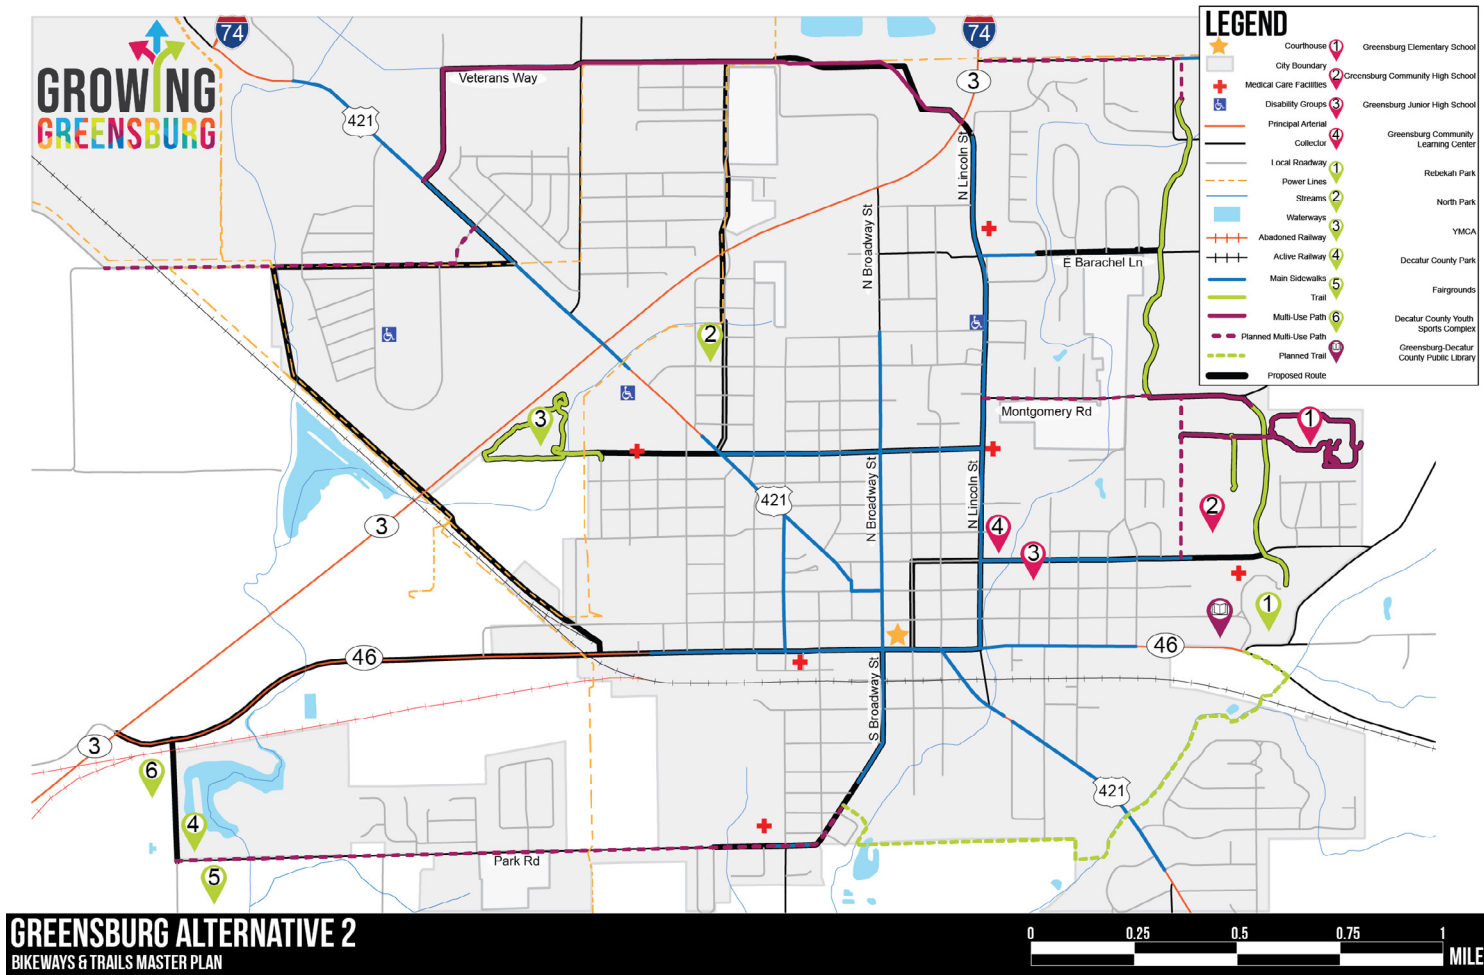 GROWING
GREENSBURG
74
74
421
3
Veterans Way
N Lincoln St
N Broadway St
E Barachel Ln
2
3
Montgomery Rd
1
2
421
N Broadway St
N Lincoln St
4
3
3
1
46
46
S Broadway St
3
6
4
5
Park Rd
421
LEGEND
Courthouse
City Boundary
Medical Care Facilities
Disability Groups
Principal Arterial
Collector
Local Roadway
Power Lines
Streams
Waterways
Abadoned Railway
Active Railway
Main Sidewalks
Trail
Multi-Use Path
Planned Multi-Use Path
Planned Trail
Proposed Route
1 Greensburg Elementary School
2 Greensburg Community High School
3 Greensburg Junior High School
4 Greensburg Community
Learning Center
1 Rebekah Park
2 North Park
3 YMCA
4 Decatur County Park
5 Fairgrounds
6 Decatur County Youth
Sports Complex
Greensburg-Decatur
County Public Library
GREENSBURG ALTERNATIVE 2
BIKEWAYS & TRAILS MASTER PLAN
0 0.25 0.5 0.75 1
MILE